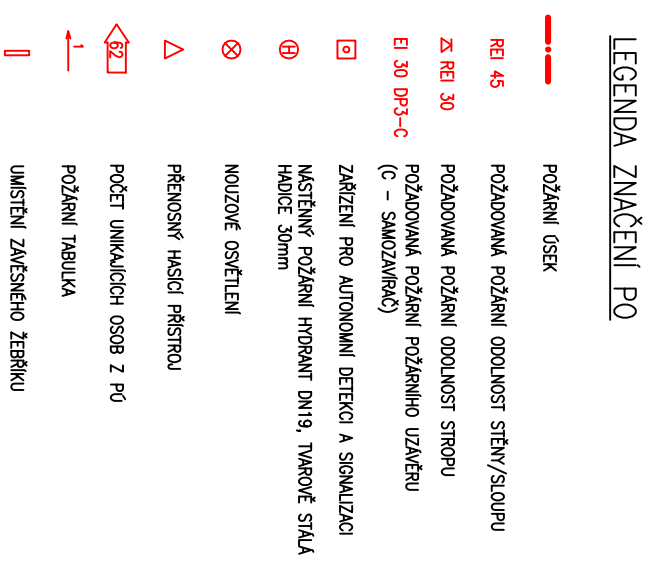 LEGENDA ZNAČENÍ PO
POŽÁRNÍ ÚSEK
REI 45 POŽADOVANÁ POŽÁRNÍ ODOLNOST STĚNY/SLOUPU
REI 30 POŽADOVANÁ POŽÁRNÍ ODOLNOST STROPU
EI 30 DP3-C POŽADOVANÁ POŽÁRNÍ POŽÁRNÍHO UZÁVĚRU
(C - SAMOZAVÍRAČ)
ZAŘÍZENÍ PRO AUTONOMNÍ DETEKCI A SIGNALIZACI
H NÁSTĚNNÝ POŽÁRNÍ HYDRANT DN19, TVAROVĚ STÁLÁ
HADICE 30mm
NOUZOVÉ OSVĚTLENÍ
PŘENOSNÝ HASÍCÍ PŘÍSTROJ
62 POČET UNIKAJÍCÍCH OSOB Z PÚ
1 POŽÁRNÍ TABULKA
UMÍSTĚNÍ ZÁVĚSNÉHO ŽEBŘÍKU